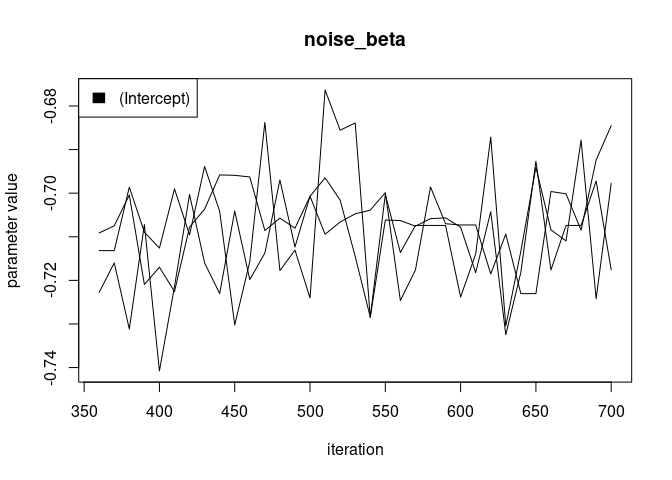 noise_beta
(Intercept)
parameter value
-0.68
-0.70
-0.72
-0.74
350 400 450 500 550 600 650 700
iteration